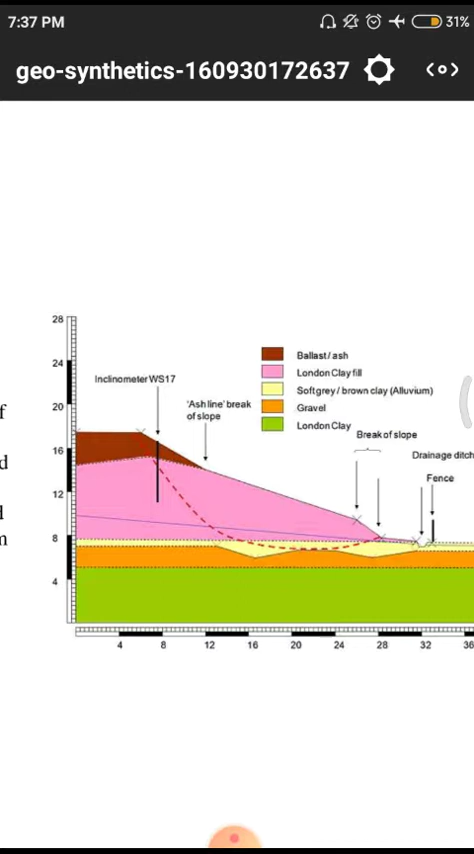 7:37 PM
31%
geo-synthetics-160930172637
28
24
20
16
12
8
4
Ballast / ash
London Clay fill
Soft grey / brown clay (Alluvium)
Gravel
London Clay
Inclinometer WS17
'Ash line' break
of slope
Break of slope
Drainage ditch
Fence
f
d
d
m
4
8
12
16
20
24
28
32
36